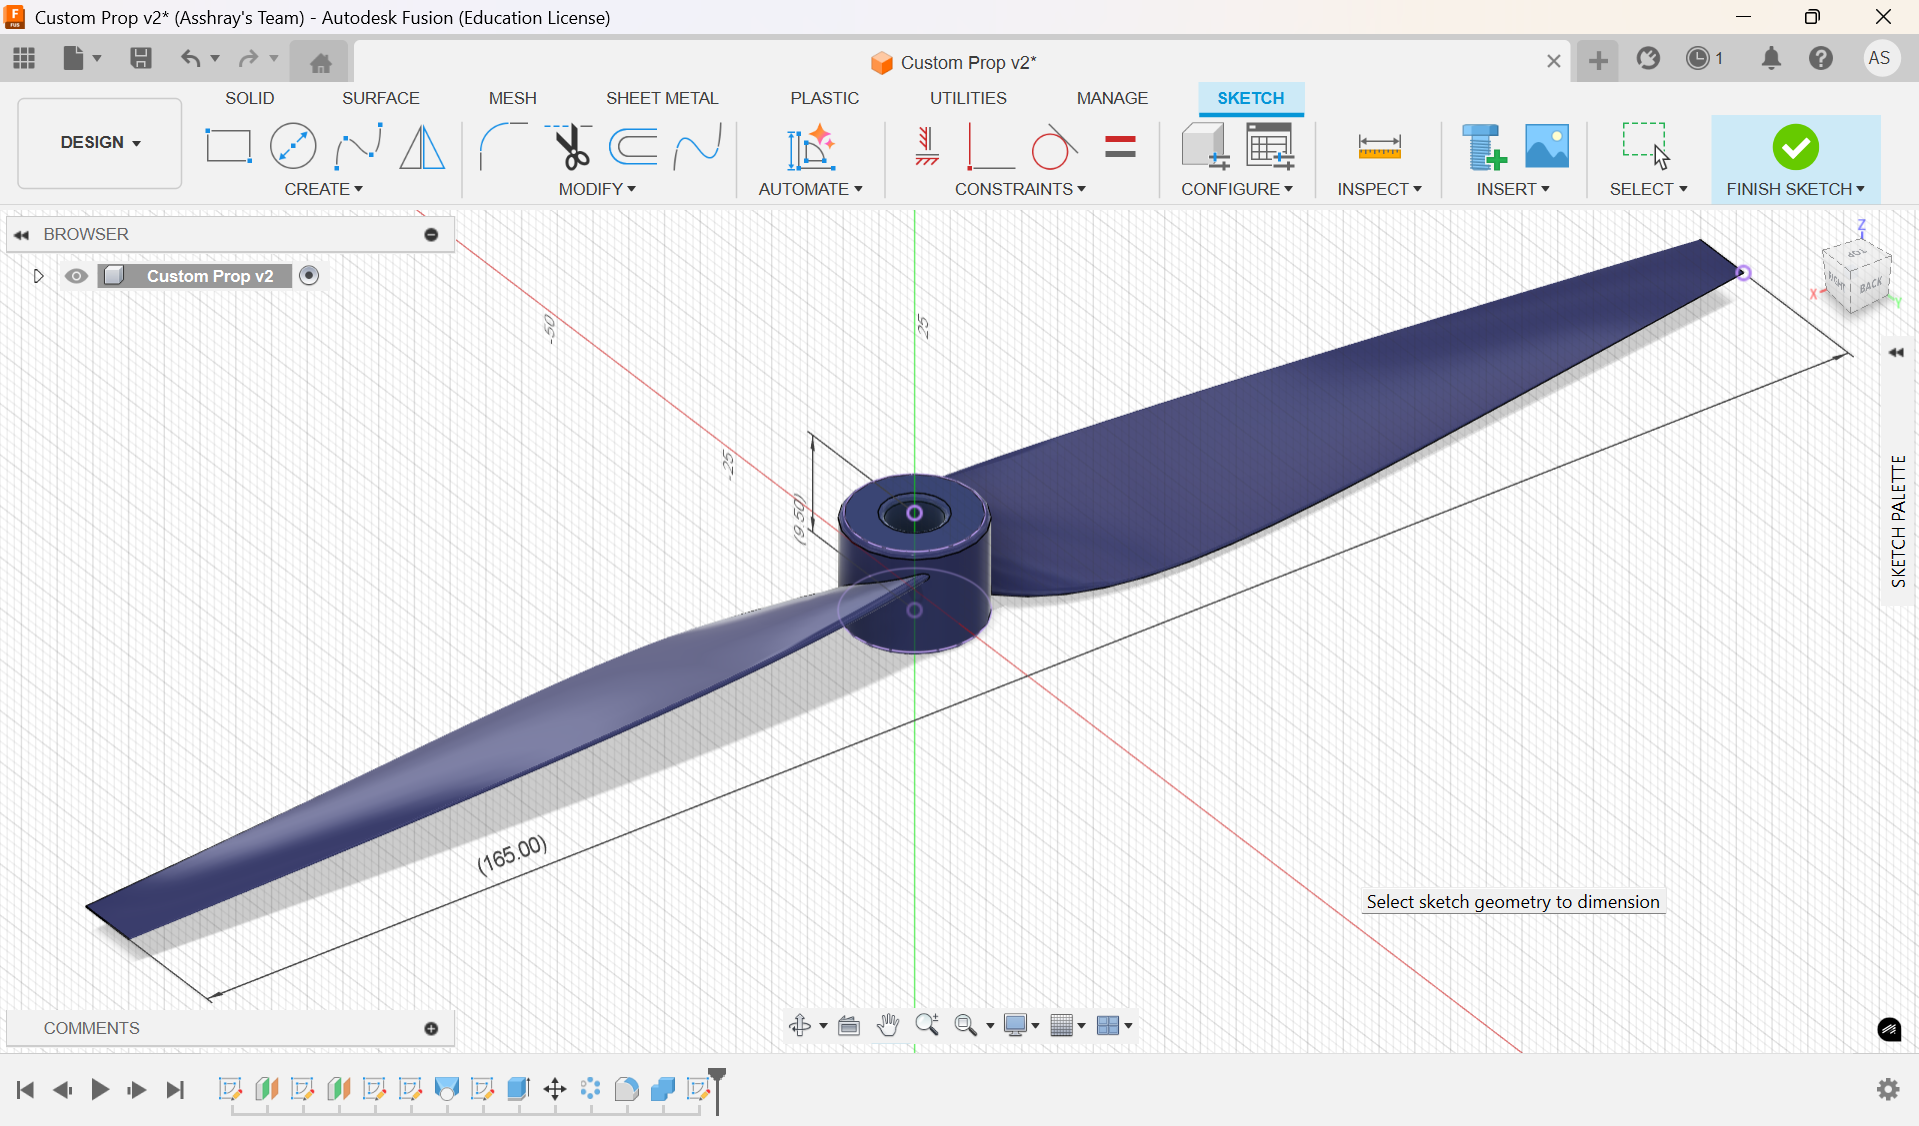 Custom Prop v2* (Asshray's Team) - Autodesk Fusion (Education License)
Custom Prop v2*
1
AS
DESIGN
SOLID
SURFACE
MESH
SHEET METAL
PLASTIC
UTILITIES
MANAGE
SKETCH
CREATE
MODIFY
AUTOMATE
CONSTRAINTS
CONFIGURE
INSPECT
INSERT
SELECT
FINISH SKETCH
BROWSER
Custom Prop v2
-50
25
-25
(9.50)
(165.00)
Z
TOP
RIGHT
BACK
X
Y
SKETCH PALETTE
Select sketch geometry to dimension
COMMENTS